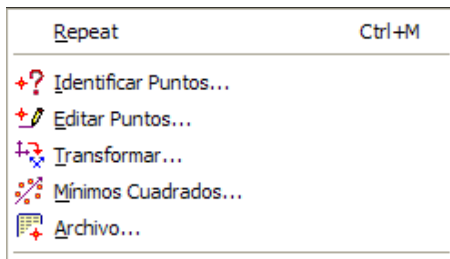 Repeat Ctrl+M
Identificar Puntos...
Editar Puntos...
Transformar...
Mínimos Cuadrados...
Archivo...